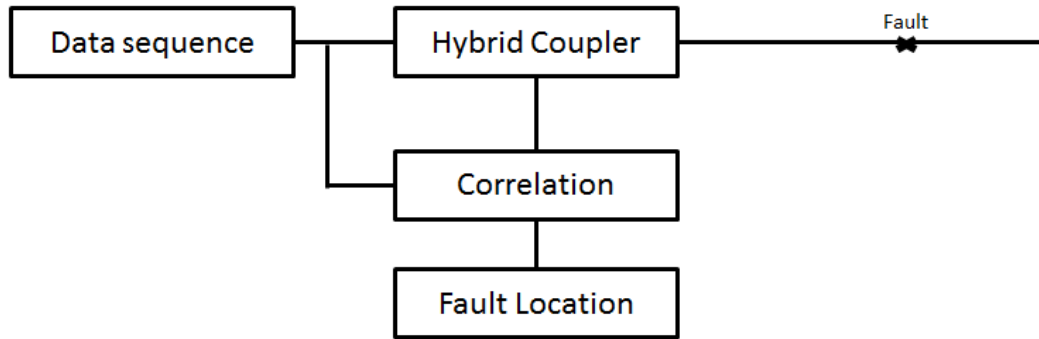 Data sequence
Hybrid Coupler
Fault
Correlation
Fault Location